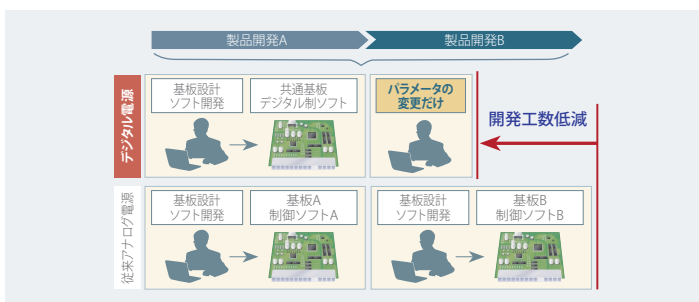 製品開発A
製品開発B
デジタル電源
基板設計
ソフト開発
共通基板
デジタル制ソフト
パラメータの
変更だけ
開発工数低減
従来アナログ電源
基板設計
ソフト開発
基板A
制御ソフトA
基板設計
ソフト開発
基板B
制御ソフトB